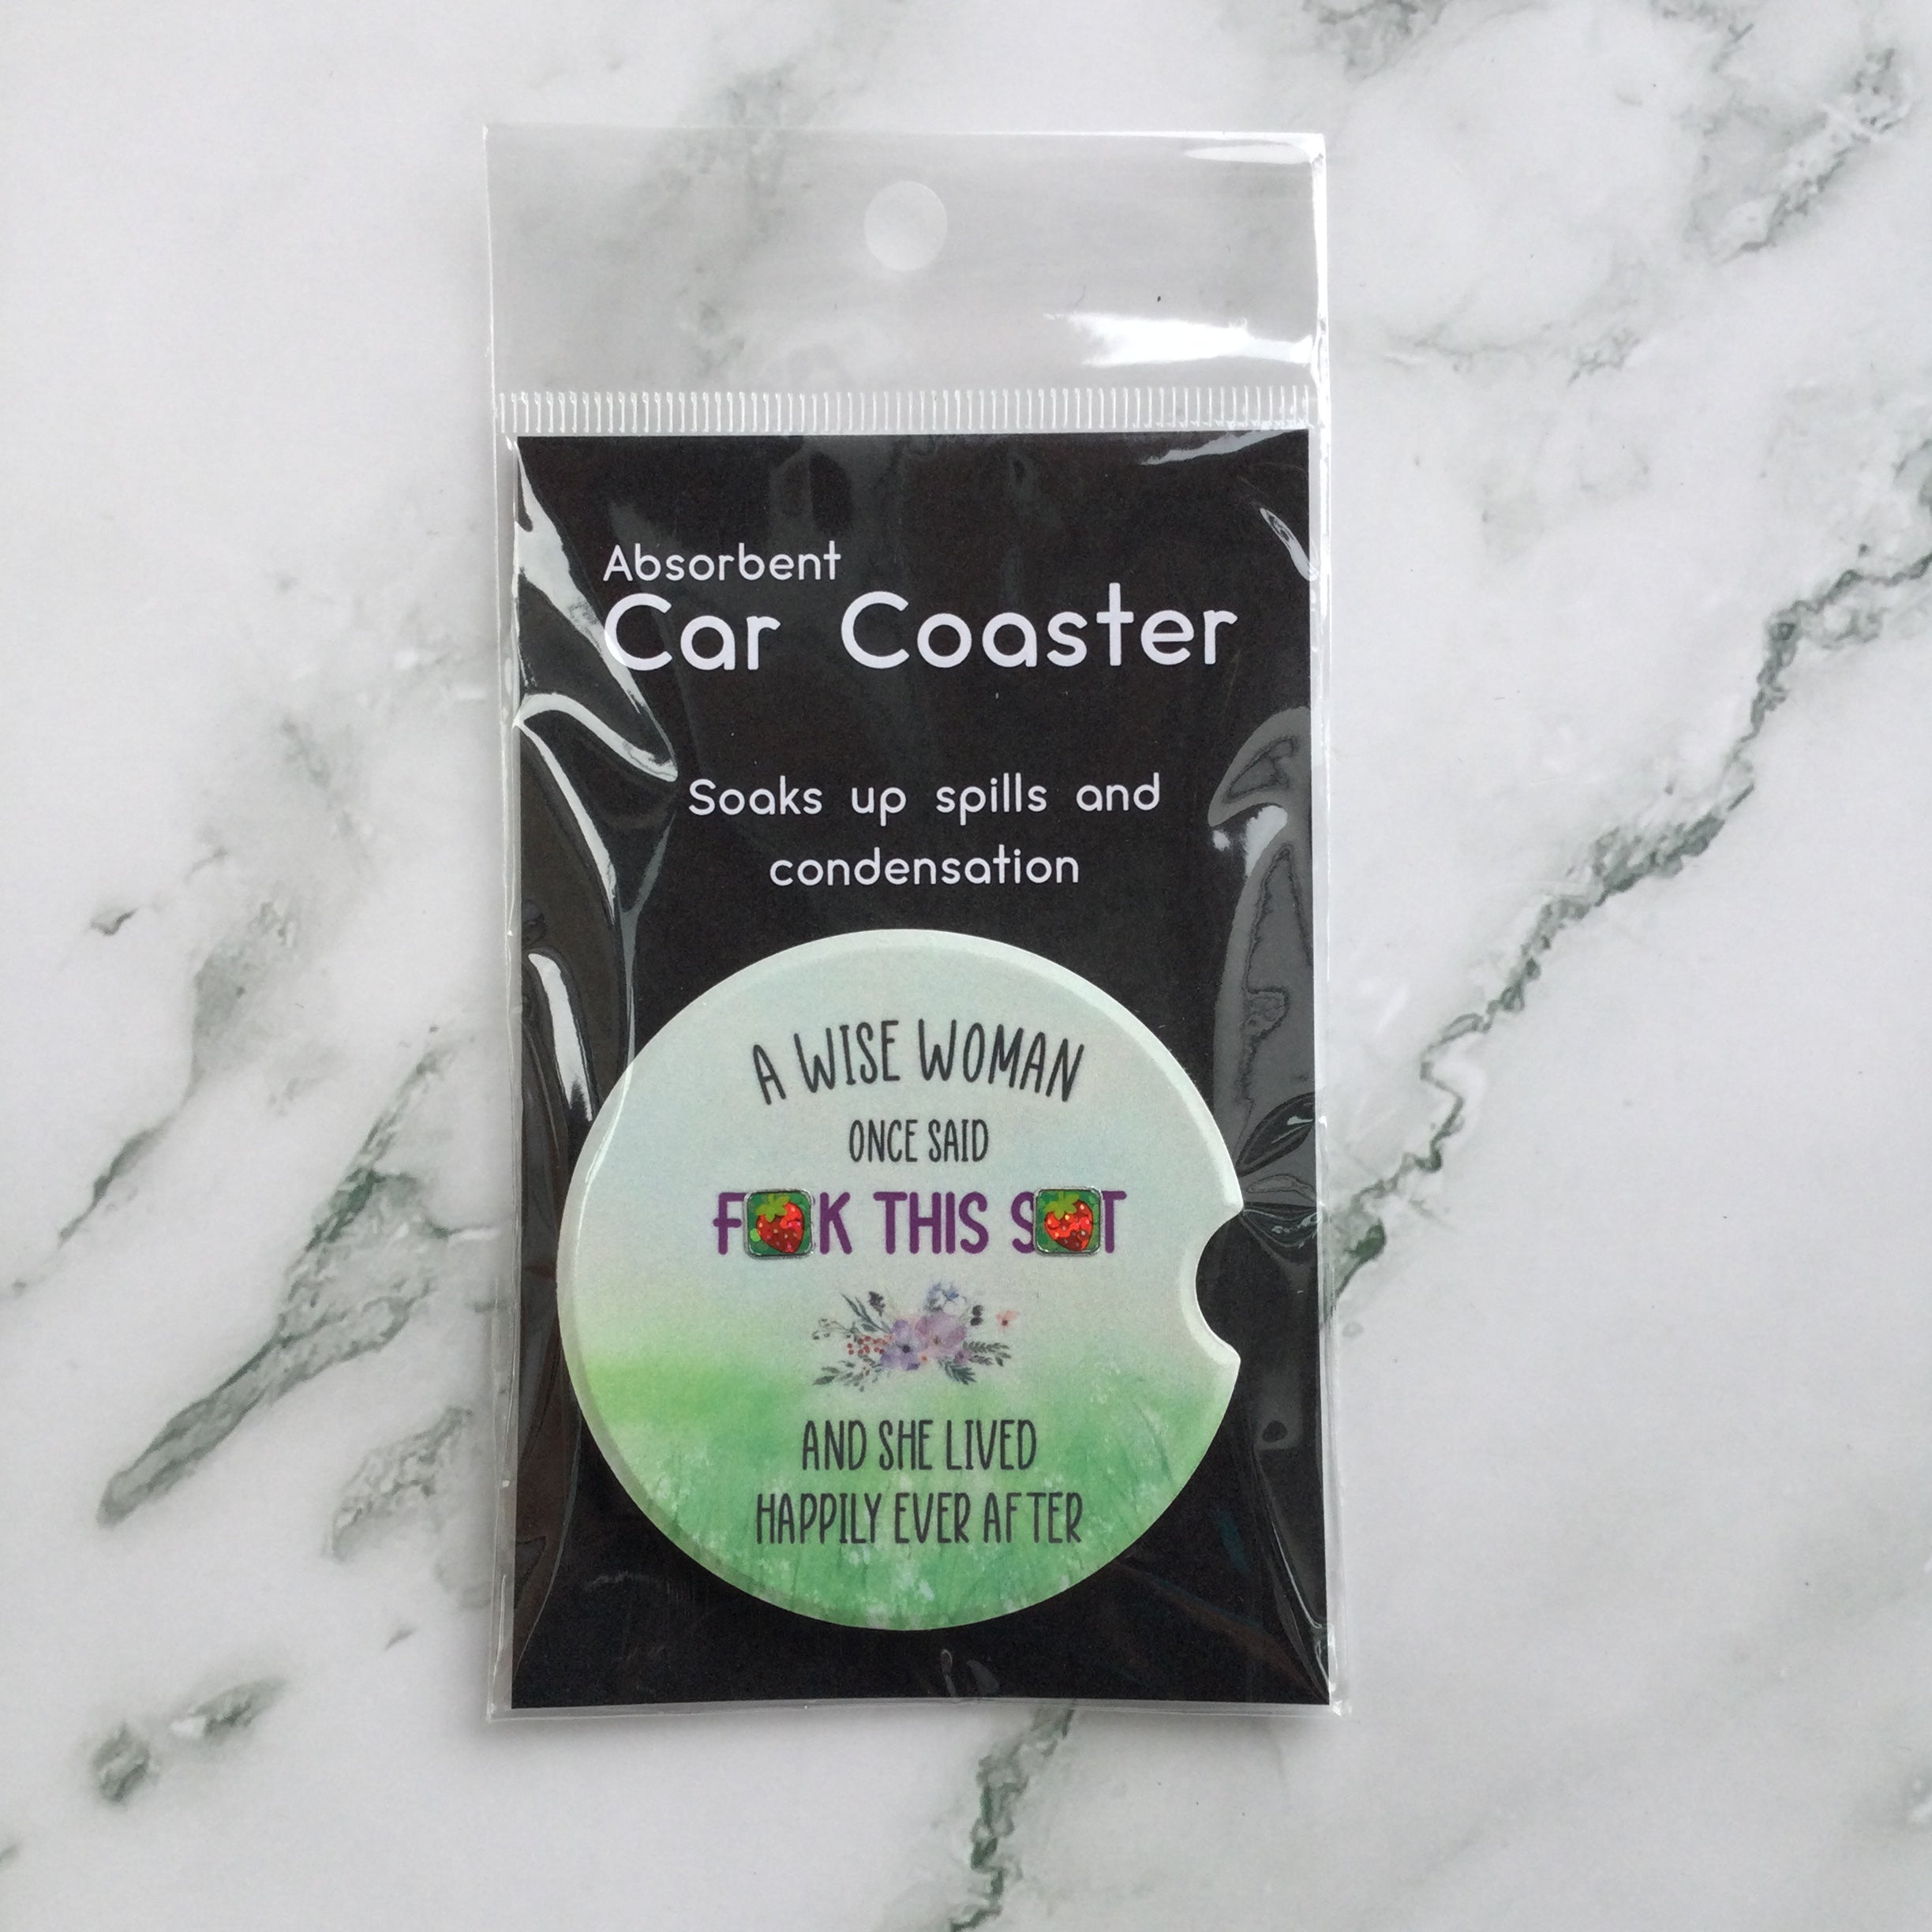 Absorbent
Car Coaster
Soaks up spills and
condensation
A WISE WOMAN
ONCE SAID
F🍓K THIS S🍓T
AND SHE LIVED
HAPPILY EVER AFTER